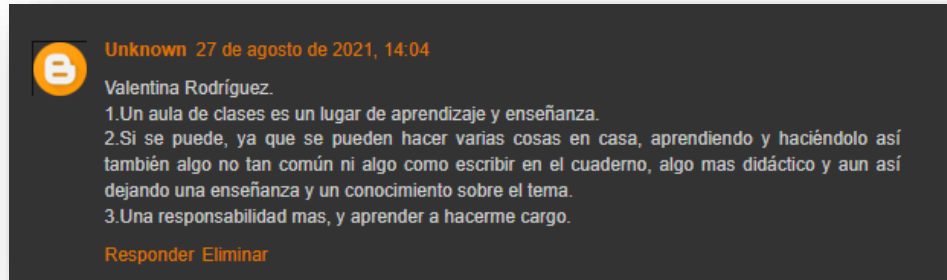 Unknown 27 de agosto de 2021, 14:04
Valentina Rodríguez.
1.Un aula de clases es un lugar de aprendizaje y enseñanza.
2.Si se puede, ya que se pueden hacer varias cosas en casa, aprendiendo y haciéndolo así
también algo no tan común ni algo como escribir en el cuaderno, algo mas didáctico y aun así
dejando una enseñanza y un conocimiento sobre el tema.
3.Una responsabilidad mas, y aprender a hacerme cargo.
Responder Eliminar